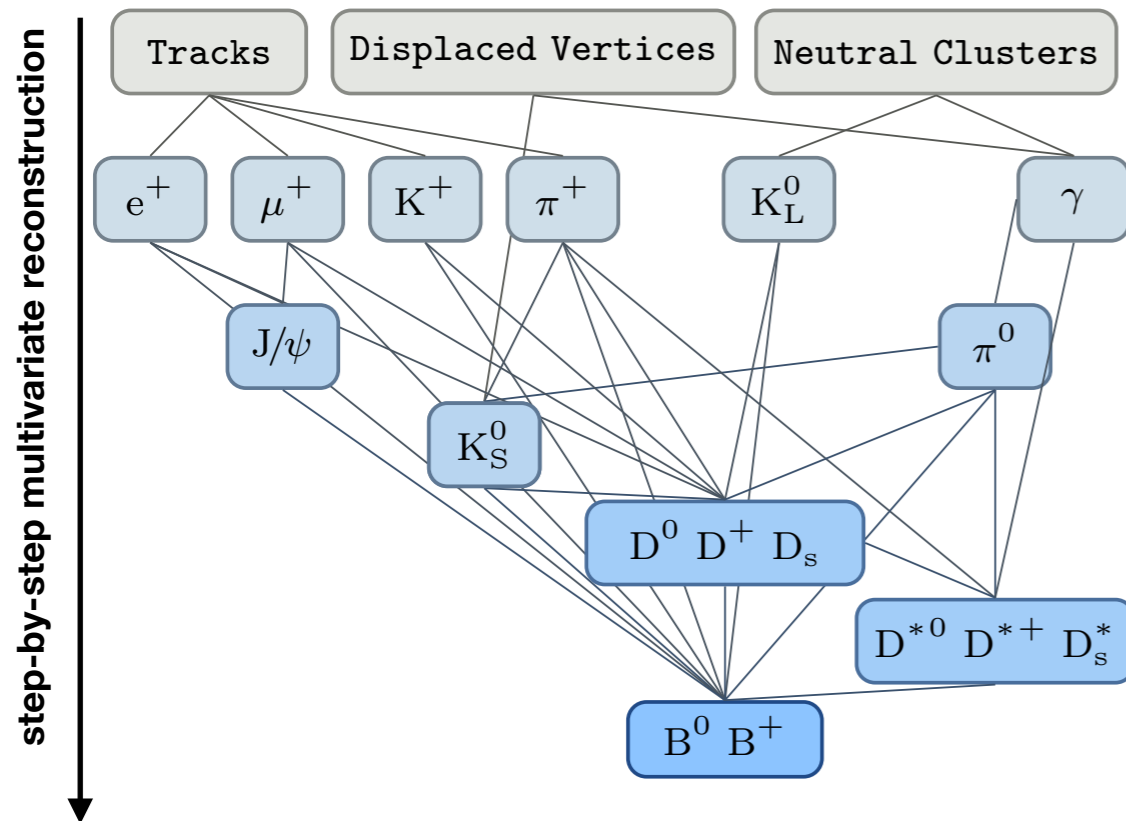 step-by-step multivariate reconstruction
Tracks
Displaced Vertices
Neutral Clusters
e⁺
μ⁺
K⁺
π⁺
K⁰_L
γ
J/ψ
π⁰
K⁰_S
D⁰ D⁺ D_s
D*⁰ D*⁺ D*_s
B⁰ B⁺